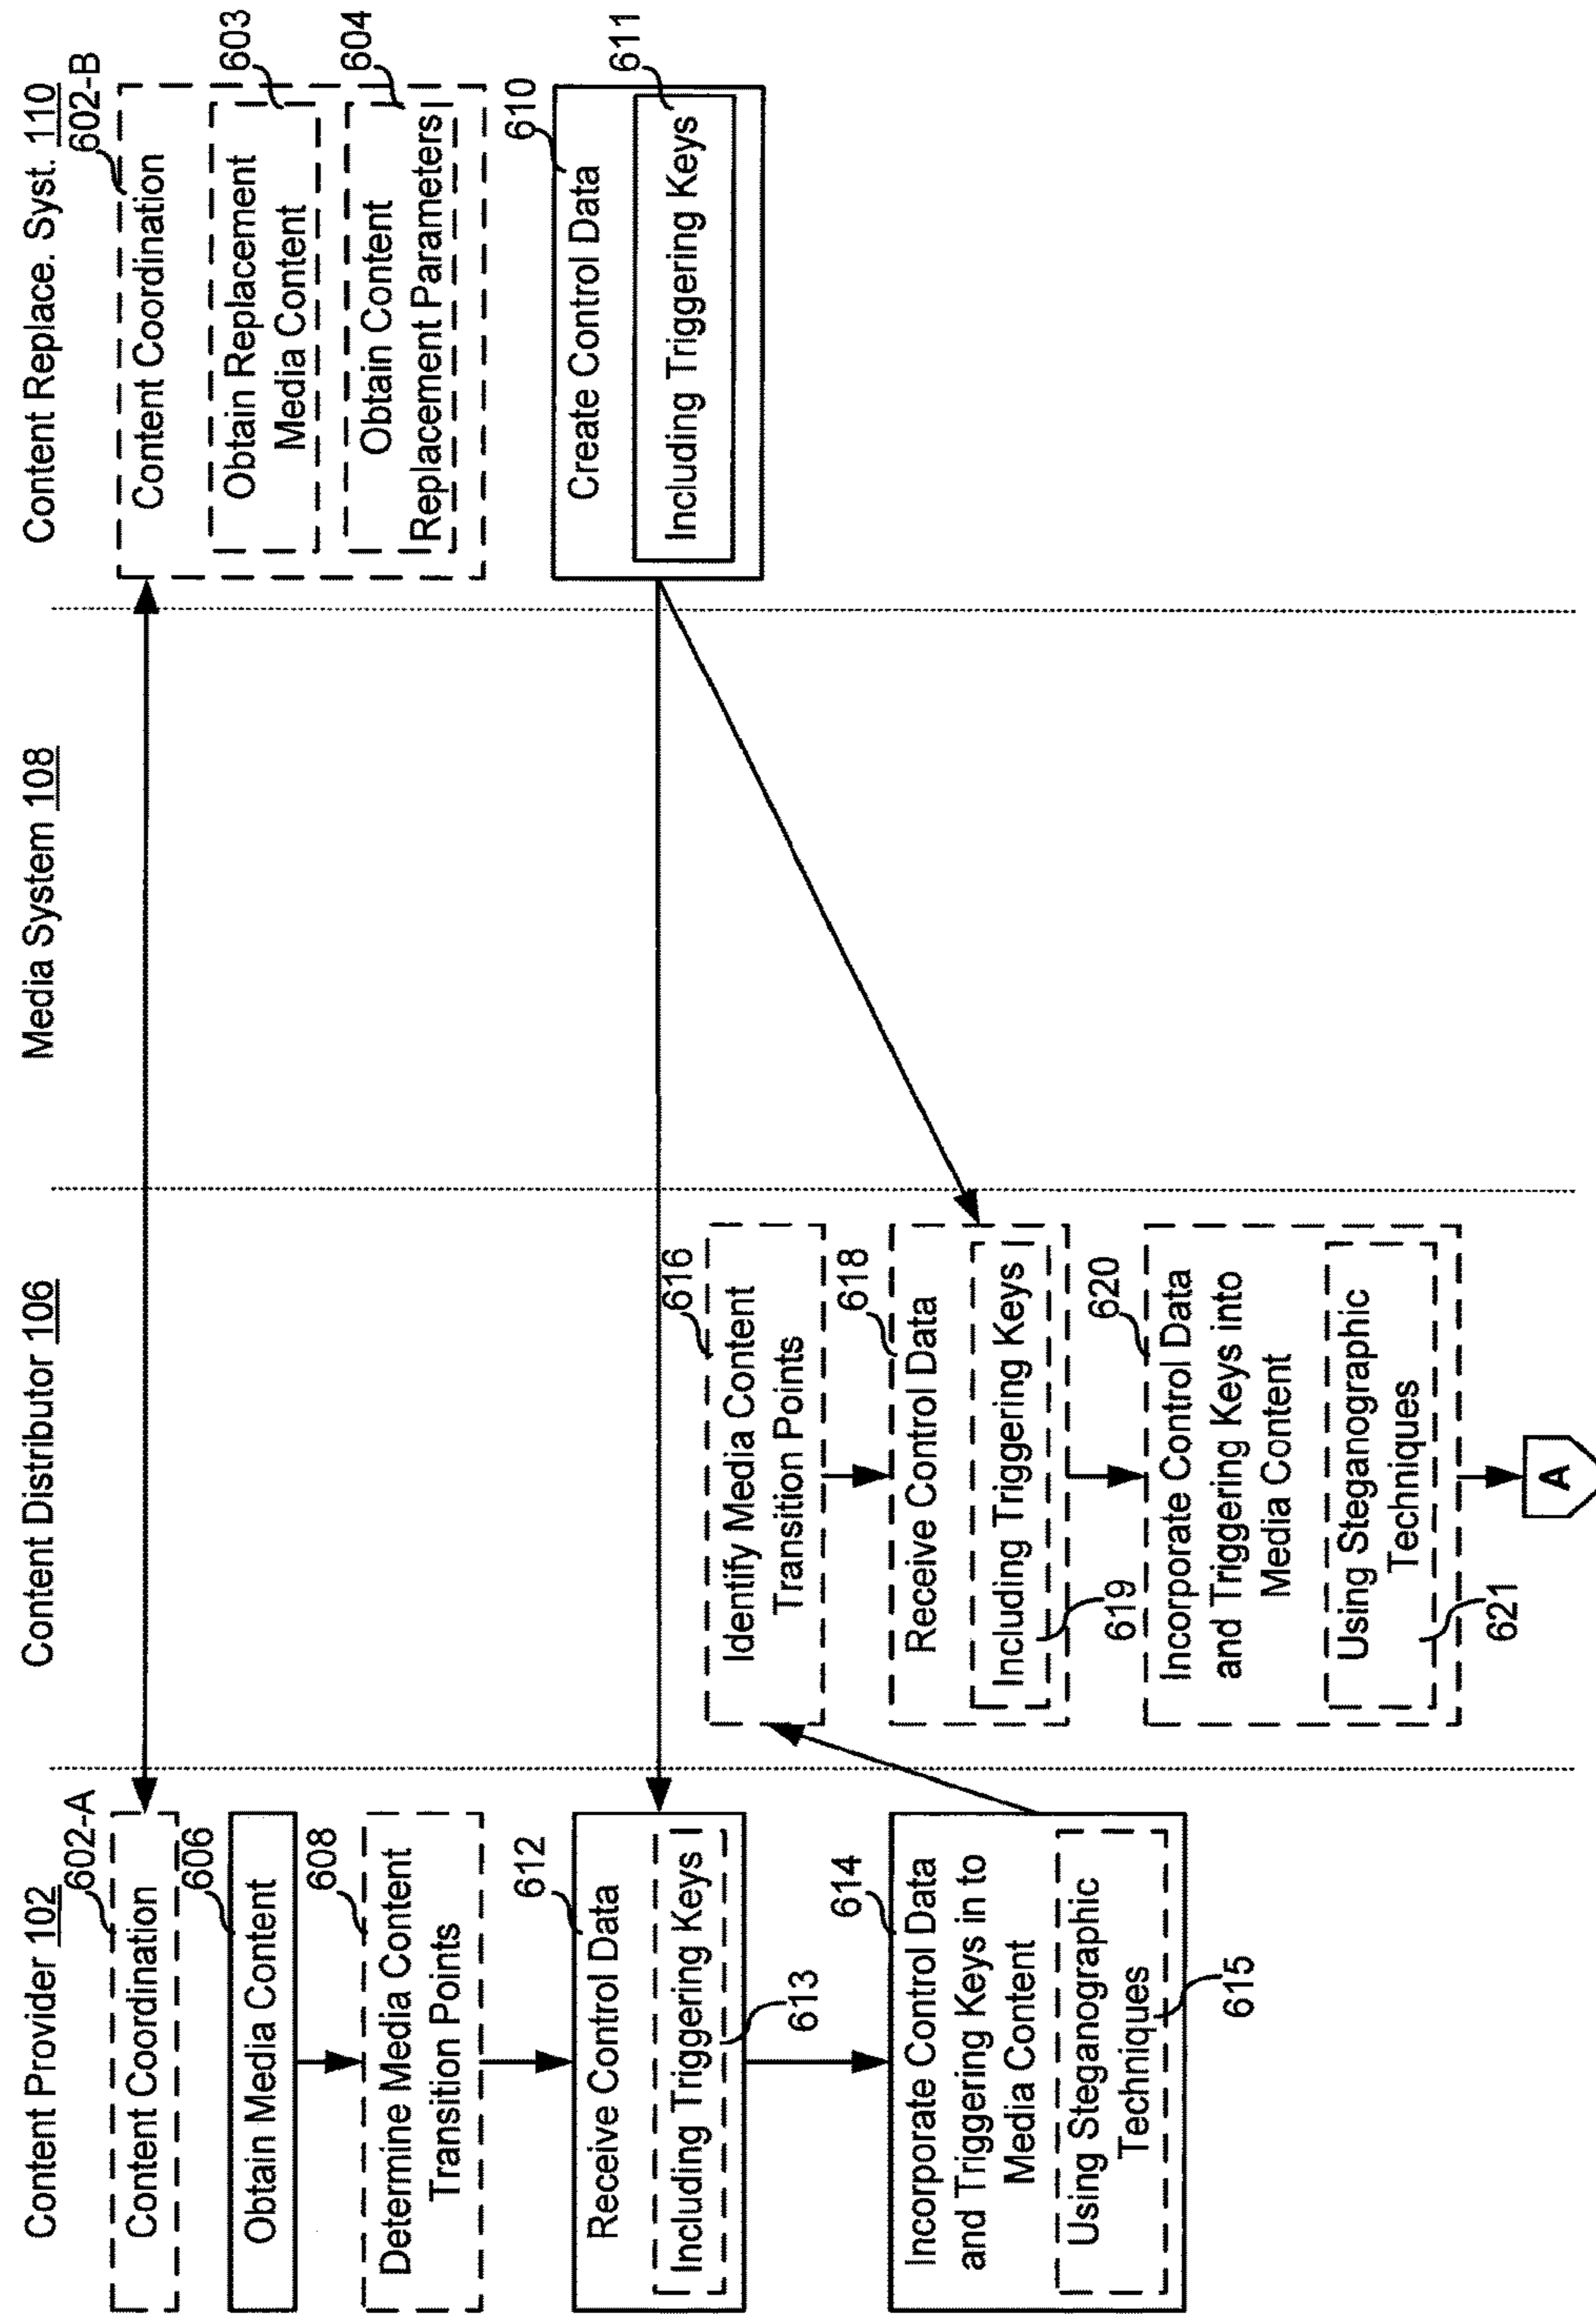 Content Provider 102
602-A
Content Coordination
606
Obtain Media Content
608
Determine Media Content
Transition Points
612
Receive Control Data
Including Triggering Keys
613
614
Incorporate Control Data
and Triggering Keys in to
Media Content
Using Steganographic
Techniques
615
Content Distributor 106
616
Identify Media Content
Transition Points
618
Receive Control Data
Including Triggering Keys
619
620
Incorporate Control Data
and Triggering Keys into
Media Content
Using Steganographic
Techniques
621
A
Media System 108
Content Replace. Syst. 110
602-B
Content Coordination
603
Obtain Replacement
Media Content
604
Obtain Content
Replacement Parameters
610
Create Control Data
611
Including Triggering Keys